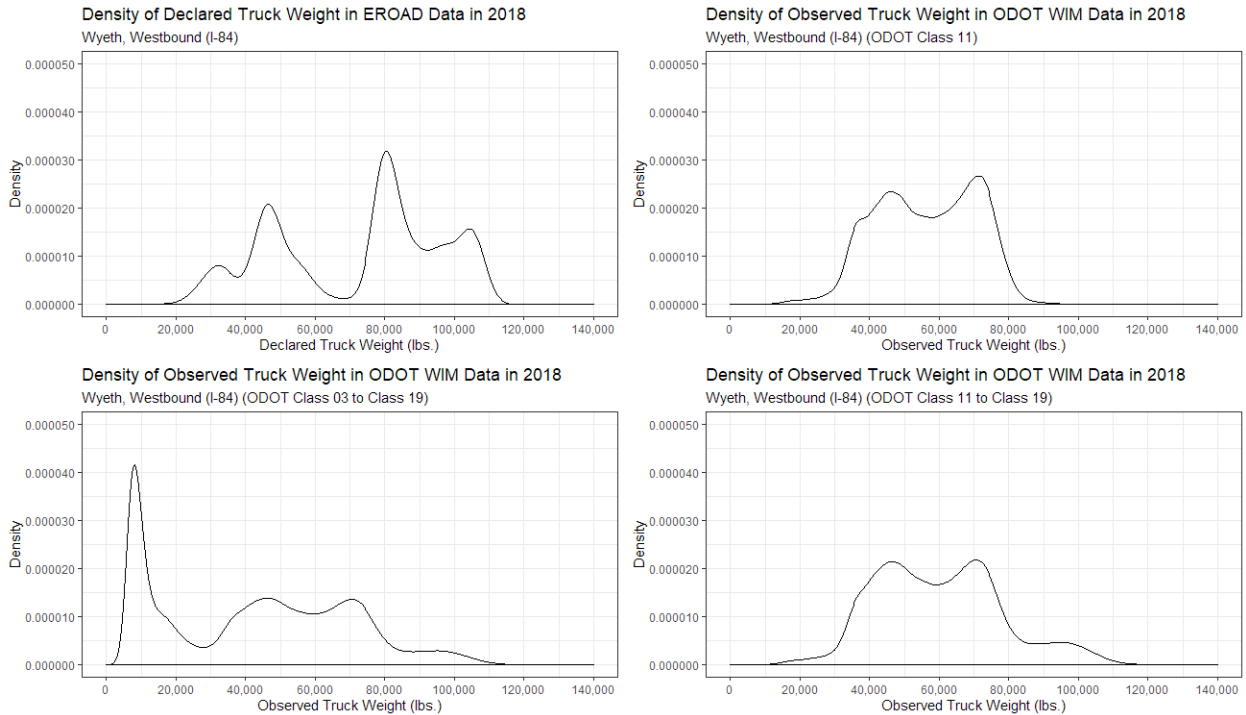 Density of Declared Truck Weight in EROAD Data in 2018
Wyeth, Westbound (I-84)
0.000050
0.000040
0.000030
0.000020
0.000010
0.000000
Density
0 20,000 40,000 60,000 80,000 100,000 120,000 140,000
Declared Truck Weight (lbs.)
Density of Observed Truck Weight in ODOT WIM Data in 2018
Wyeth, Westbound (I-84) (ODOT Class 11)
0.000050
0.000040
0.000030
0.000020
0.000010
0.000000
Density
0 20,000 40,000 60,000 80,000 100,000 120,000 140,000
Observed Truck Weight (lbs.)
Density of Observed Truck Weight in ODOT WIM Data in 2018
Wyeth, Westbound (I-84) (ODOT Class 03 to Class 19)
0.000050
0.000040
0.000030
0.000020
0.000010
0.000000
Density
0 20,000 40,000 60,000 80,000 100,000 120,000 140,000
Observed Truck Weight (lbs.)
Density of Observed Truck Weight in ODOT WIM Data in 2018
Wyeth, Westbound (I-84) (ODOT Class 11 to Class 19)
0.000050
0.000040
0.000030
0.000020
0.000010
0.000000
Density
0 20,000 40,000 60,000 80,000 100,000 120,000 140,000
Observed Truck Weight (lbs.)